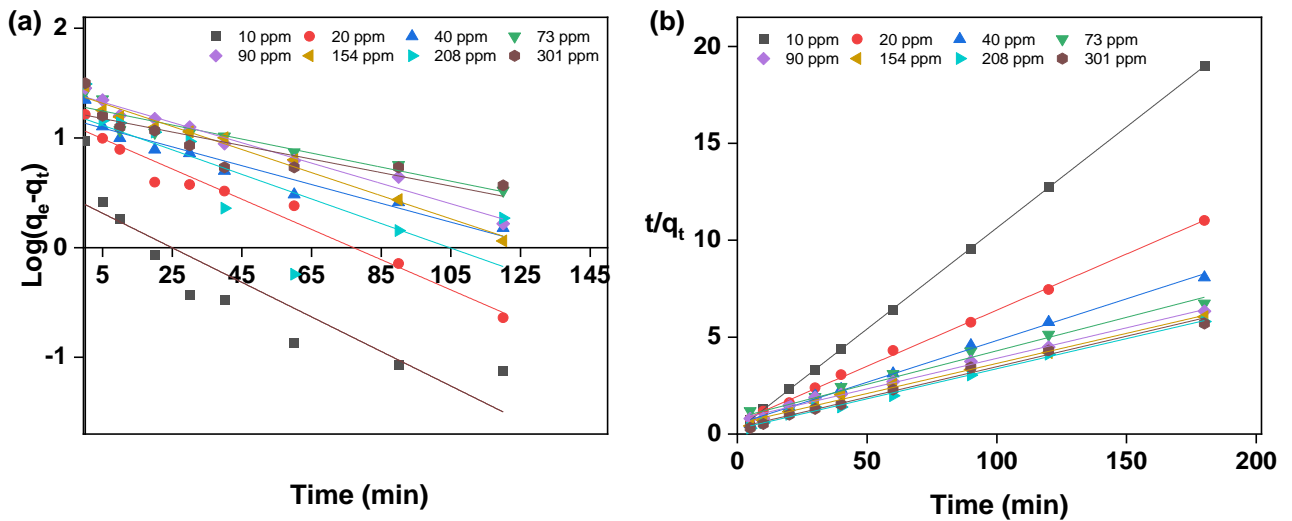 (a)
10 ppm 20 ppm 40 ppm 73 ppm
90 ppm 154 ppm 208 ppm 301 ppm
2
1
0
-1
5 25 45 65 85 105 125 145
Log(qₑ-qₜ)
Time (min)
(b)
10 ppm 20 ppm 40 ppm 73 ppm
90 ppm 154 ppm 208 ppm 301 ppm
20
15
10
5
0
t/qₜ
0 50 100 150 200
Time (min)